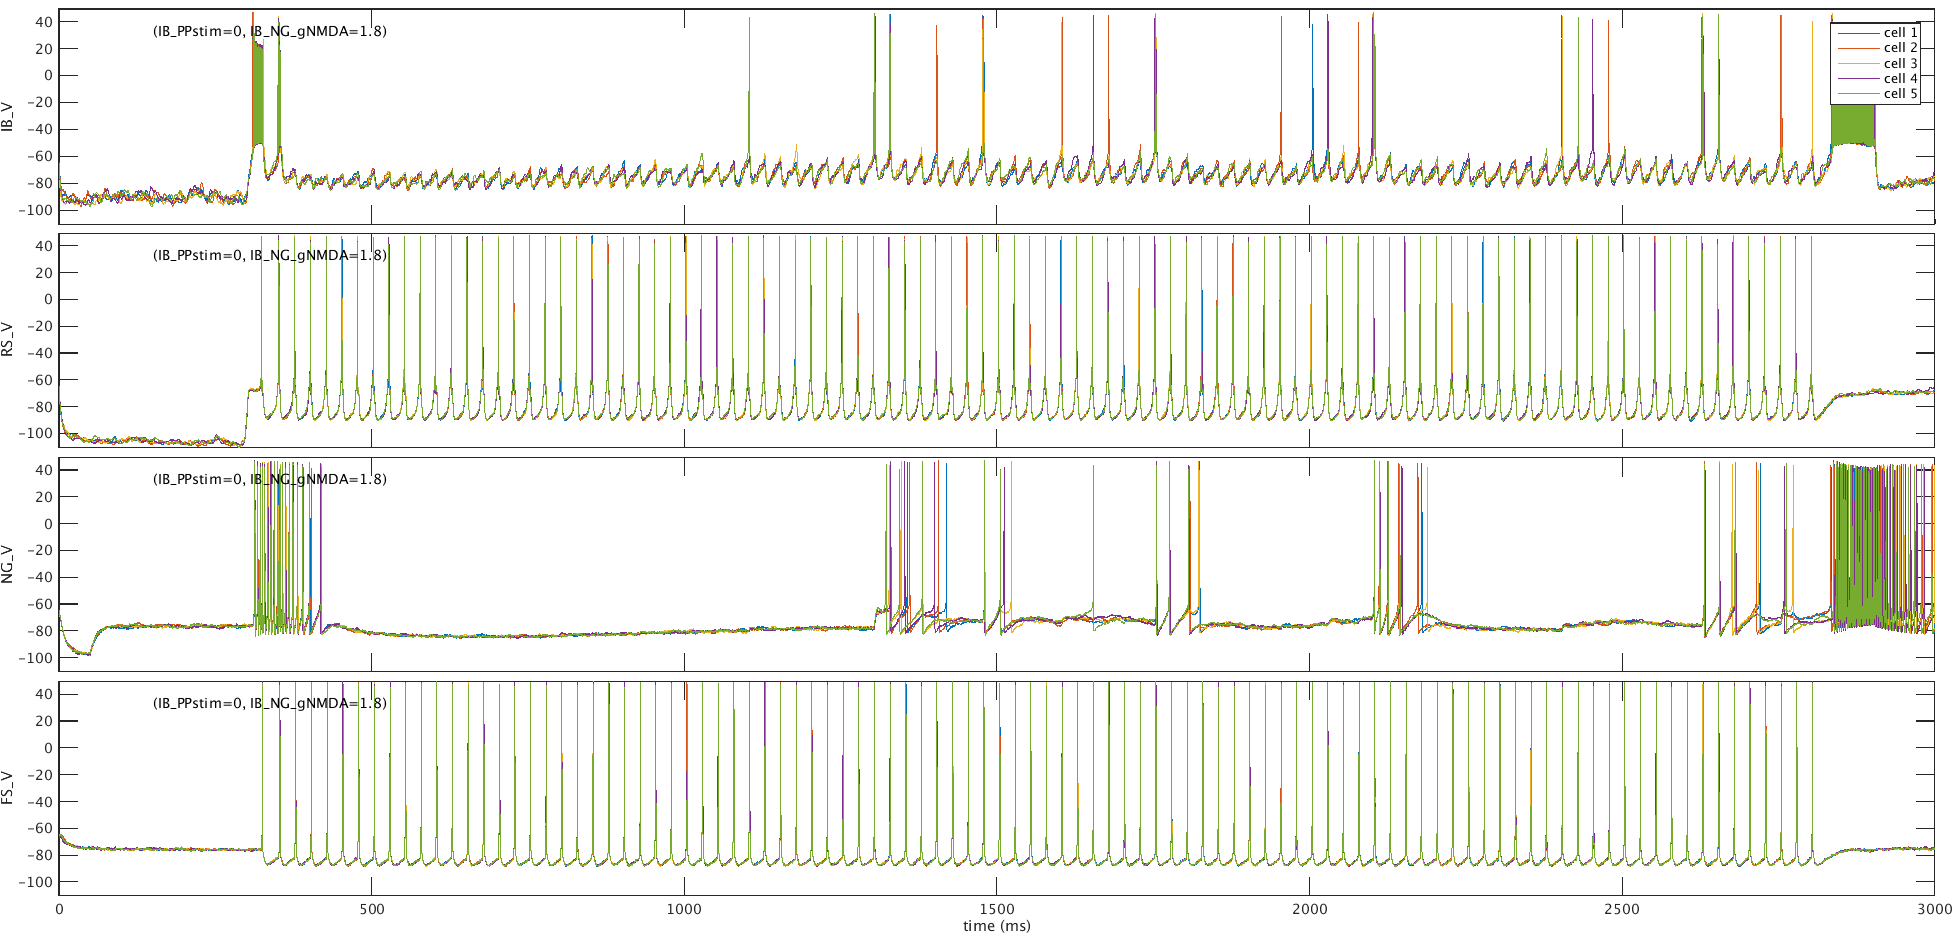 IB_V
40
20
0
−20
−40
−60
−80
−100
(IB_PPstim=0, IB_NG_gNMDA=1.8)
cell 1
cell 2
cell 3
cell 4
cell 5
RS_V
40
20
0
−20
−40
−60
−80
−100
(IB_PPstim=0, IB_NG_gNMDA=1.8)
NG_V
40
20
0
−20
−40
−60
−80
−100
(IB_PPstim=0, IB_NG_gNMDA=1.8)
FS_V
40
20
0
−20
−40
−60
−80
−100
(IB_PPstim=0, IB_NG_gNMDA=1.8)
0 500 1000 1500 2000 2500 3000
time (ms)